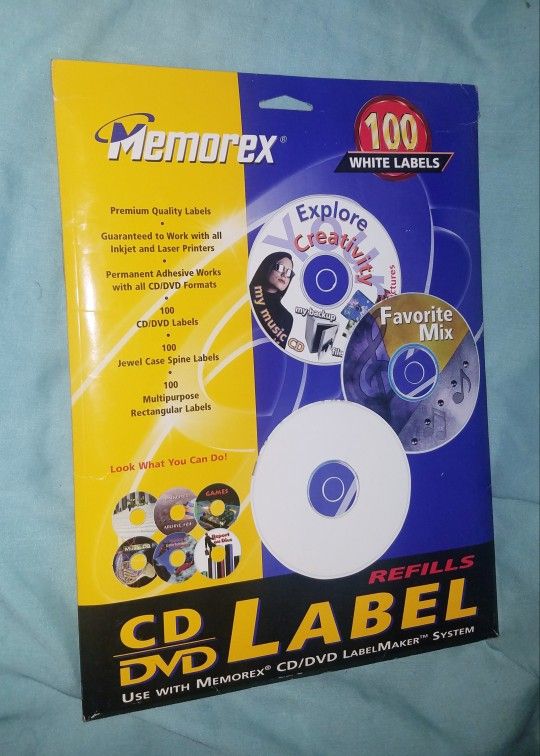 Memorex®
100
WHITE LABELS
Premium Quality Labels
•
Guaranteed to Work with all
Inkjet and Laser Printers
•
Permanent Adhesive Works
with all CD/DVD Formats
•
100
CD/DVD Labels
•
100
Jewel Case Spine Labels
•
100
Multipurpose
Rectangular Labels
Explore
Creativity
my music CD
my backup
file
Favorite
Mix
Look What You Can Do!
GAMES
REFILLS
CD
DVD
LABEL
USE WITH MEMOREX® CD/DVD LABELMAKER™ SYSTEM